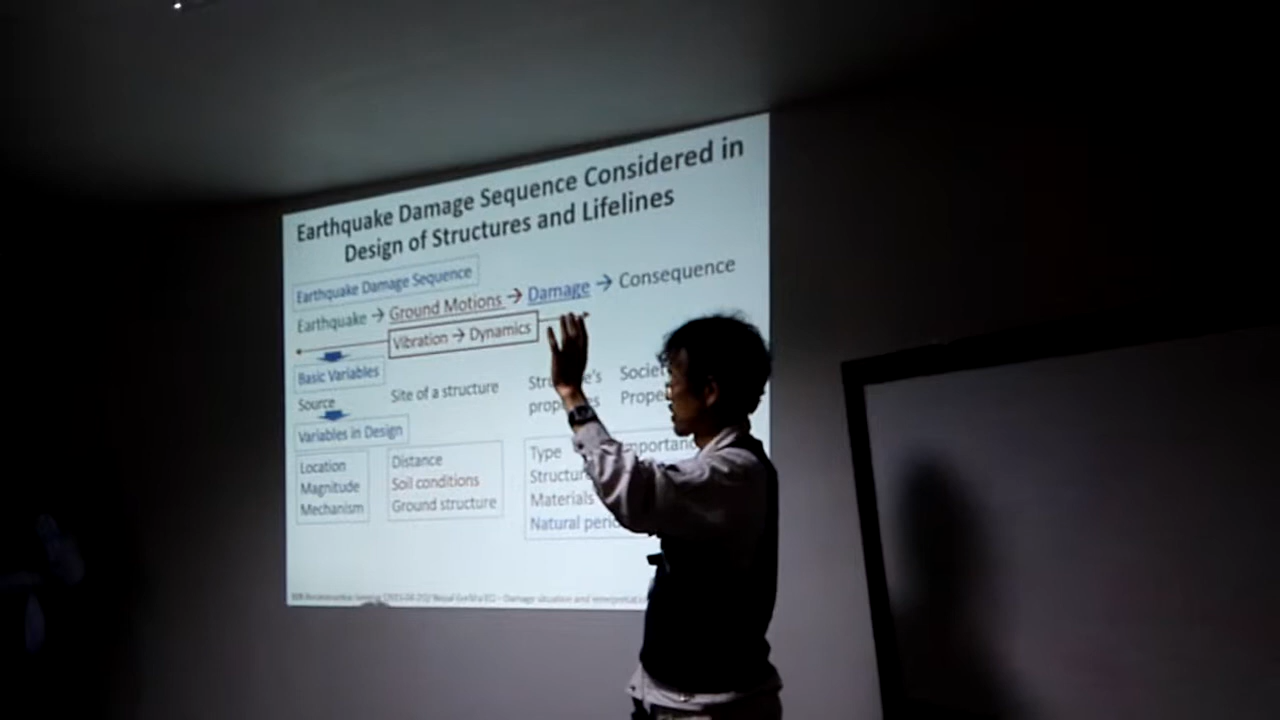 Earthquake Damage Sequence Considered in
Design of Structures and Lifelines
Earthquake Damage Sequence
Earthquake → Ground Motions → Damage → Consequence
Vibration → Dynamics
Basic Variables
Source
Site of a structure
Variables in Design
Location
Magnitude
Mechanism
Distance
Soil conditions
Ground structure
Type
Materials
Natural